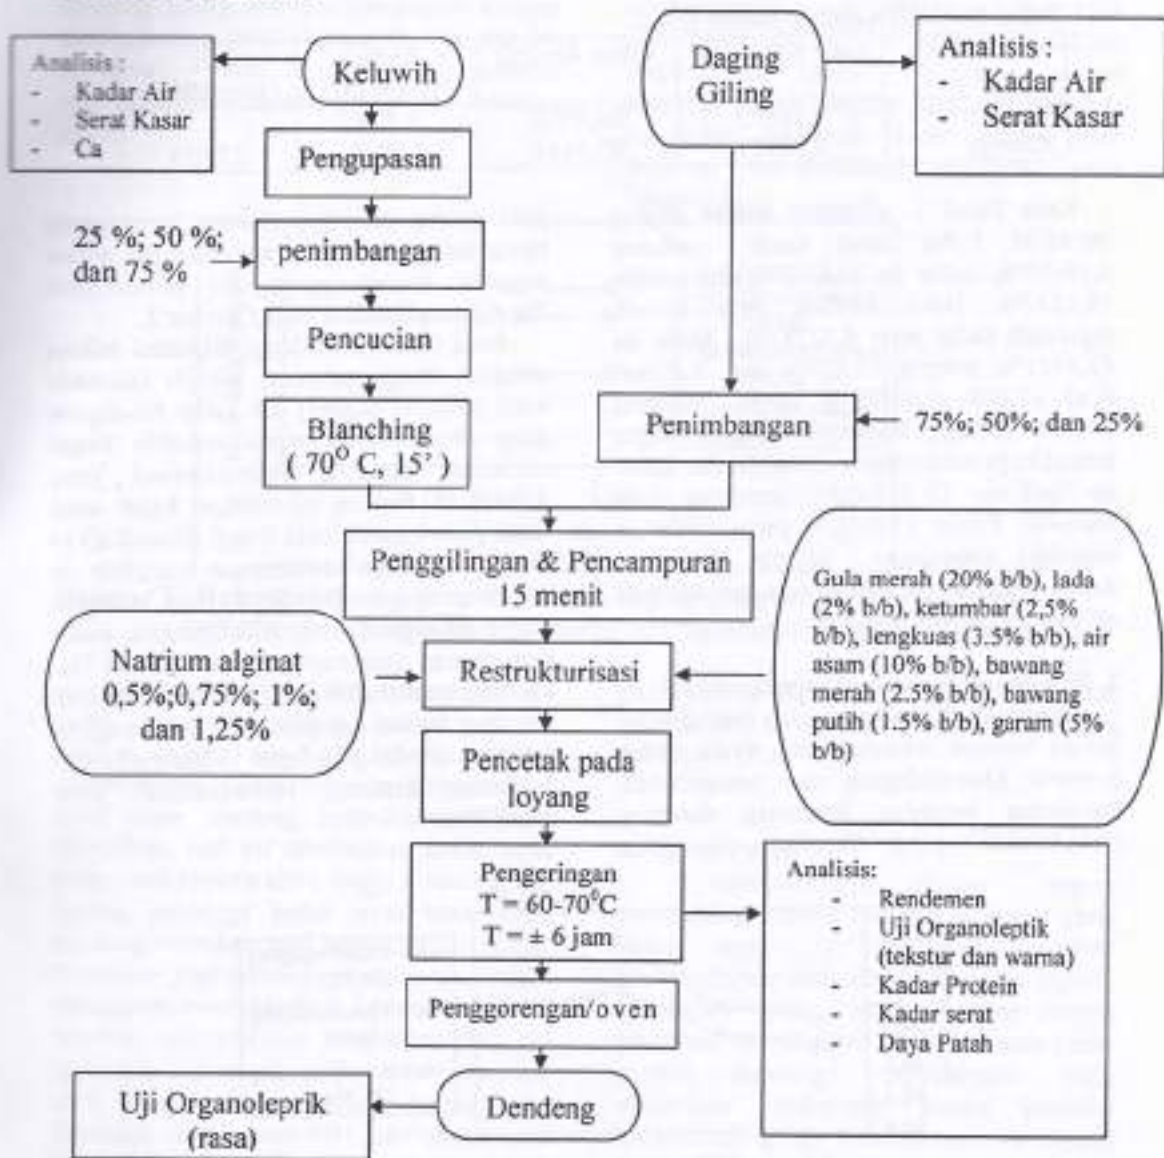 Analisis :
- Kadar Air
- Serat Kasar
- Ca
Keluwih
Daging
Giling
Analisis :
- Kadar Air
- Serat Kasar
Pengupasan
25 %; 50 %;
dan 75 %
penimbangan
Pencucian
Blanching
( 70⁰ C, 15’ )
Penimbangan
75%; 50%; dan 25%
Penggilingan & Pencampuran
15 menit
Natrium alginat
0,5%;0,75%; 1%;
dan 1,25%
Restrukturisasi
Gula merah (20% b/b), lada
(2% b/b), ketumbar (2,5%
b/b), lengkuas (3.5% b/b), air
asam (10% b/b), bawang
merah (2.5% b/b), bawang
putih (1.5% b/b), garam (5%
b/b)
Pencetak pada
loyang
Pengeringan
T = 60-70⁰C
T = ± 6 jam
Analisis:
- Rendemen
- Uji Organoleptik
(tekstur dan warna)
- Kadar Protein
- Kadar serat
- Daya Patah
Penggorengan/oven
Dendeng
Uji Organoleprik
(rasa)